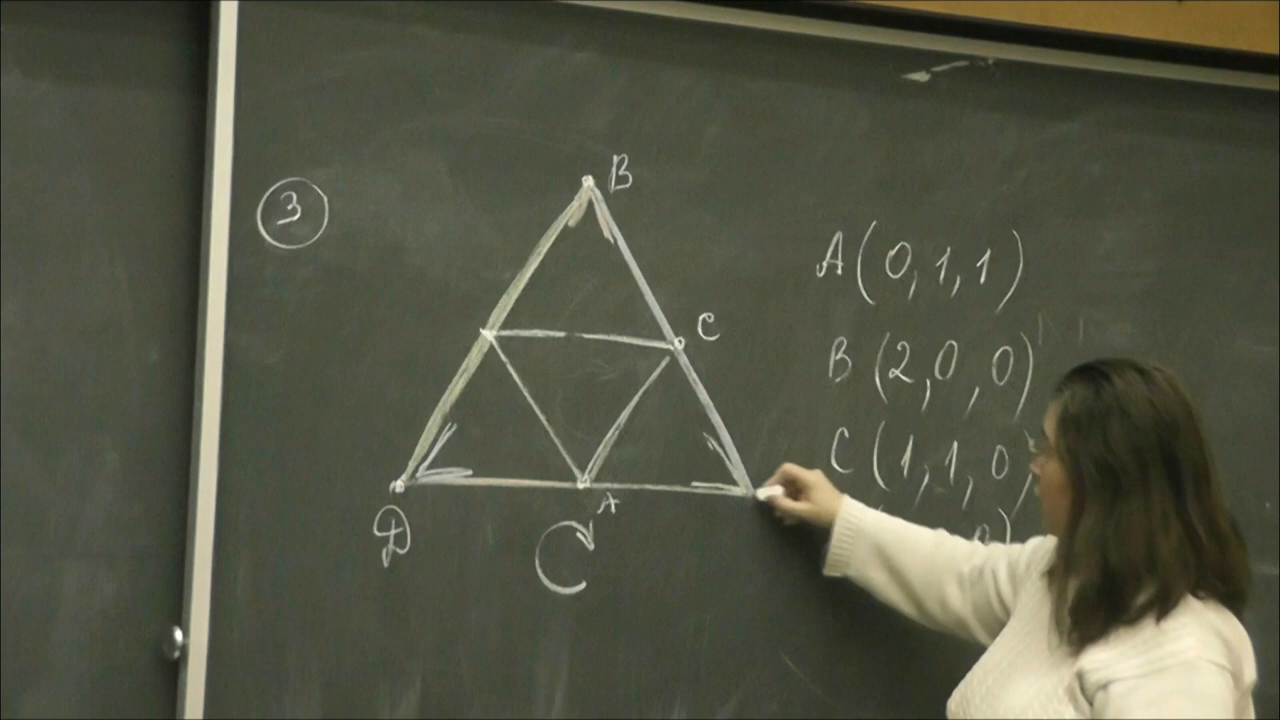 3
B
C
D
A
A(0,1,1)
B (2,0,0)
C (1,1,0)